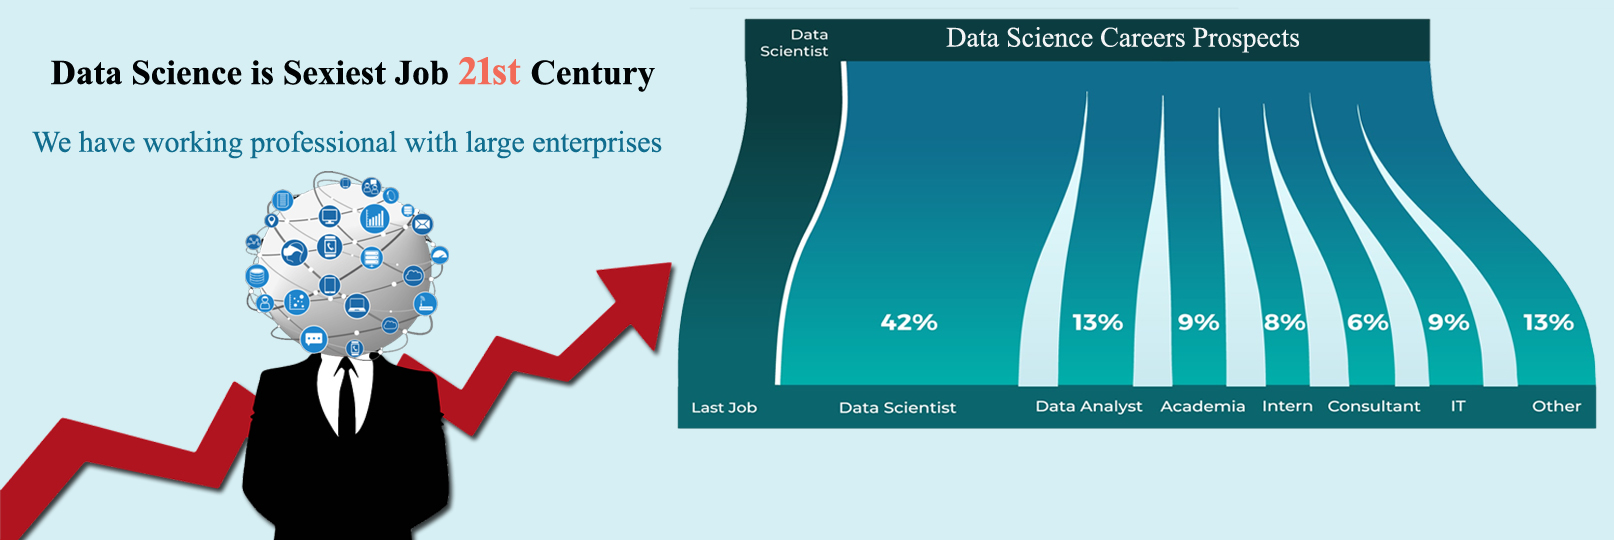 Data Science is Sexiest Job 21st Century
We have working professional with large enterprises
Data
Scientist
Data Science Careers Prospects
42% 13% 9% 8% 6% 9% 13%
Last Job Data Scientist Data Analyst Academia Intern Consultant IT Other